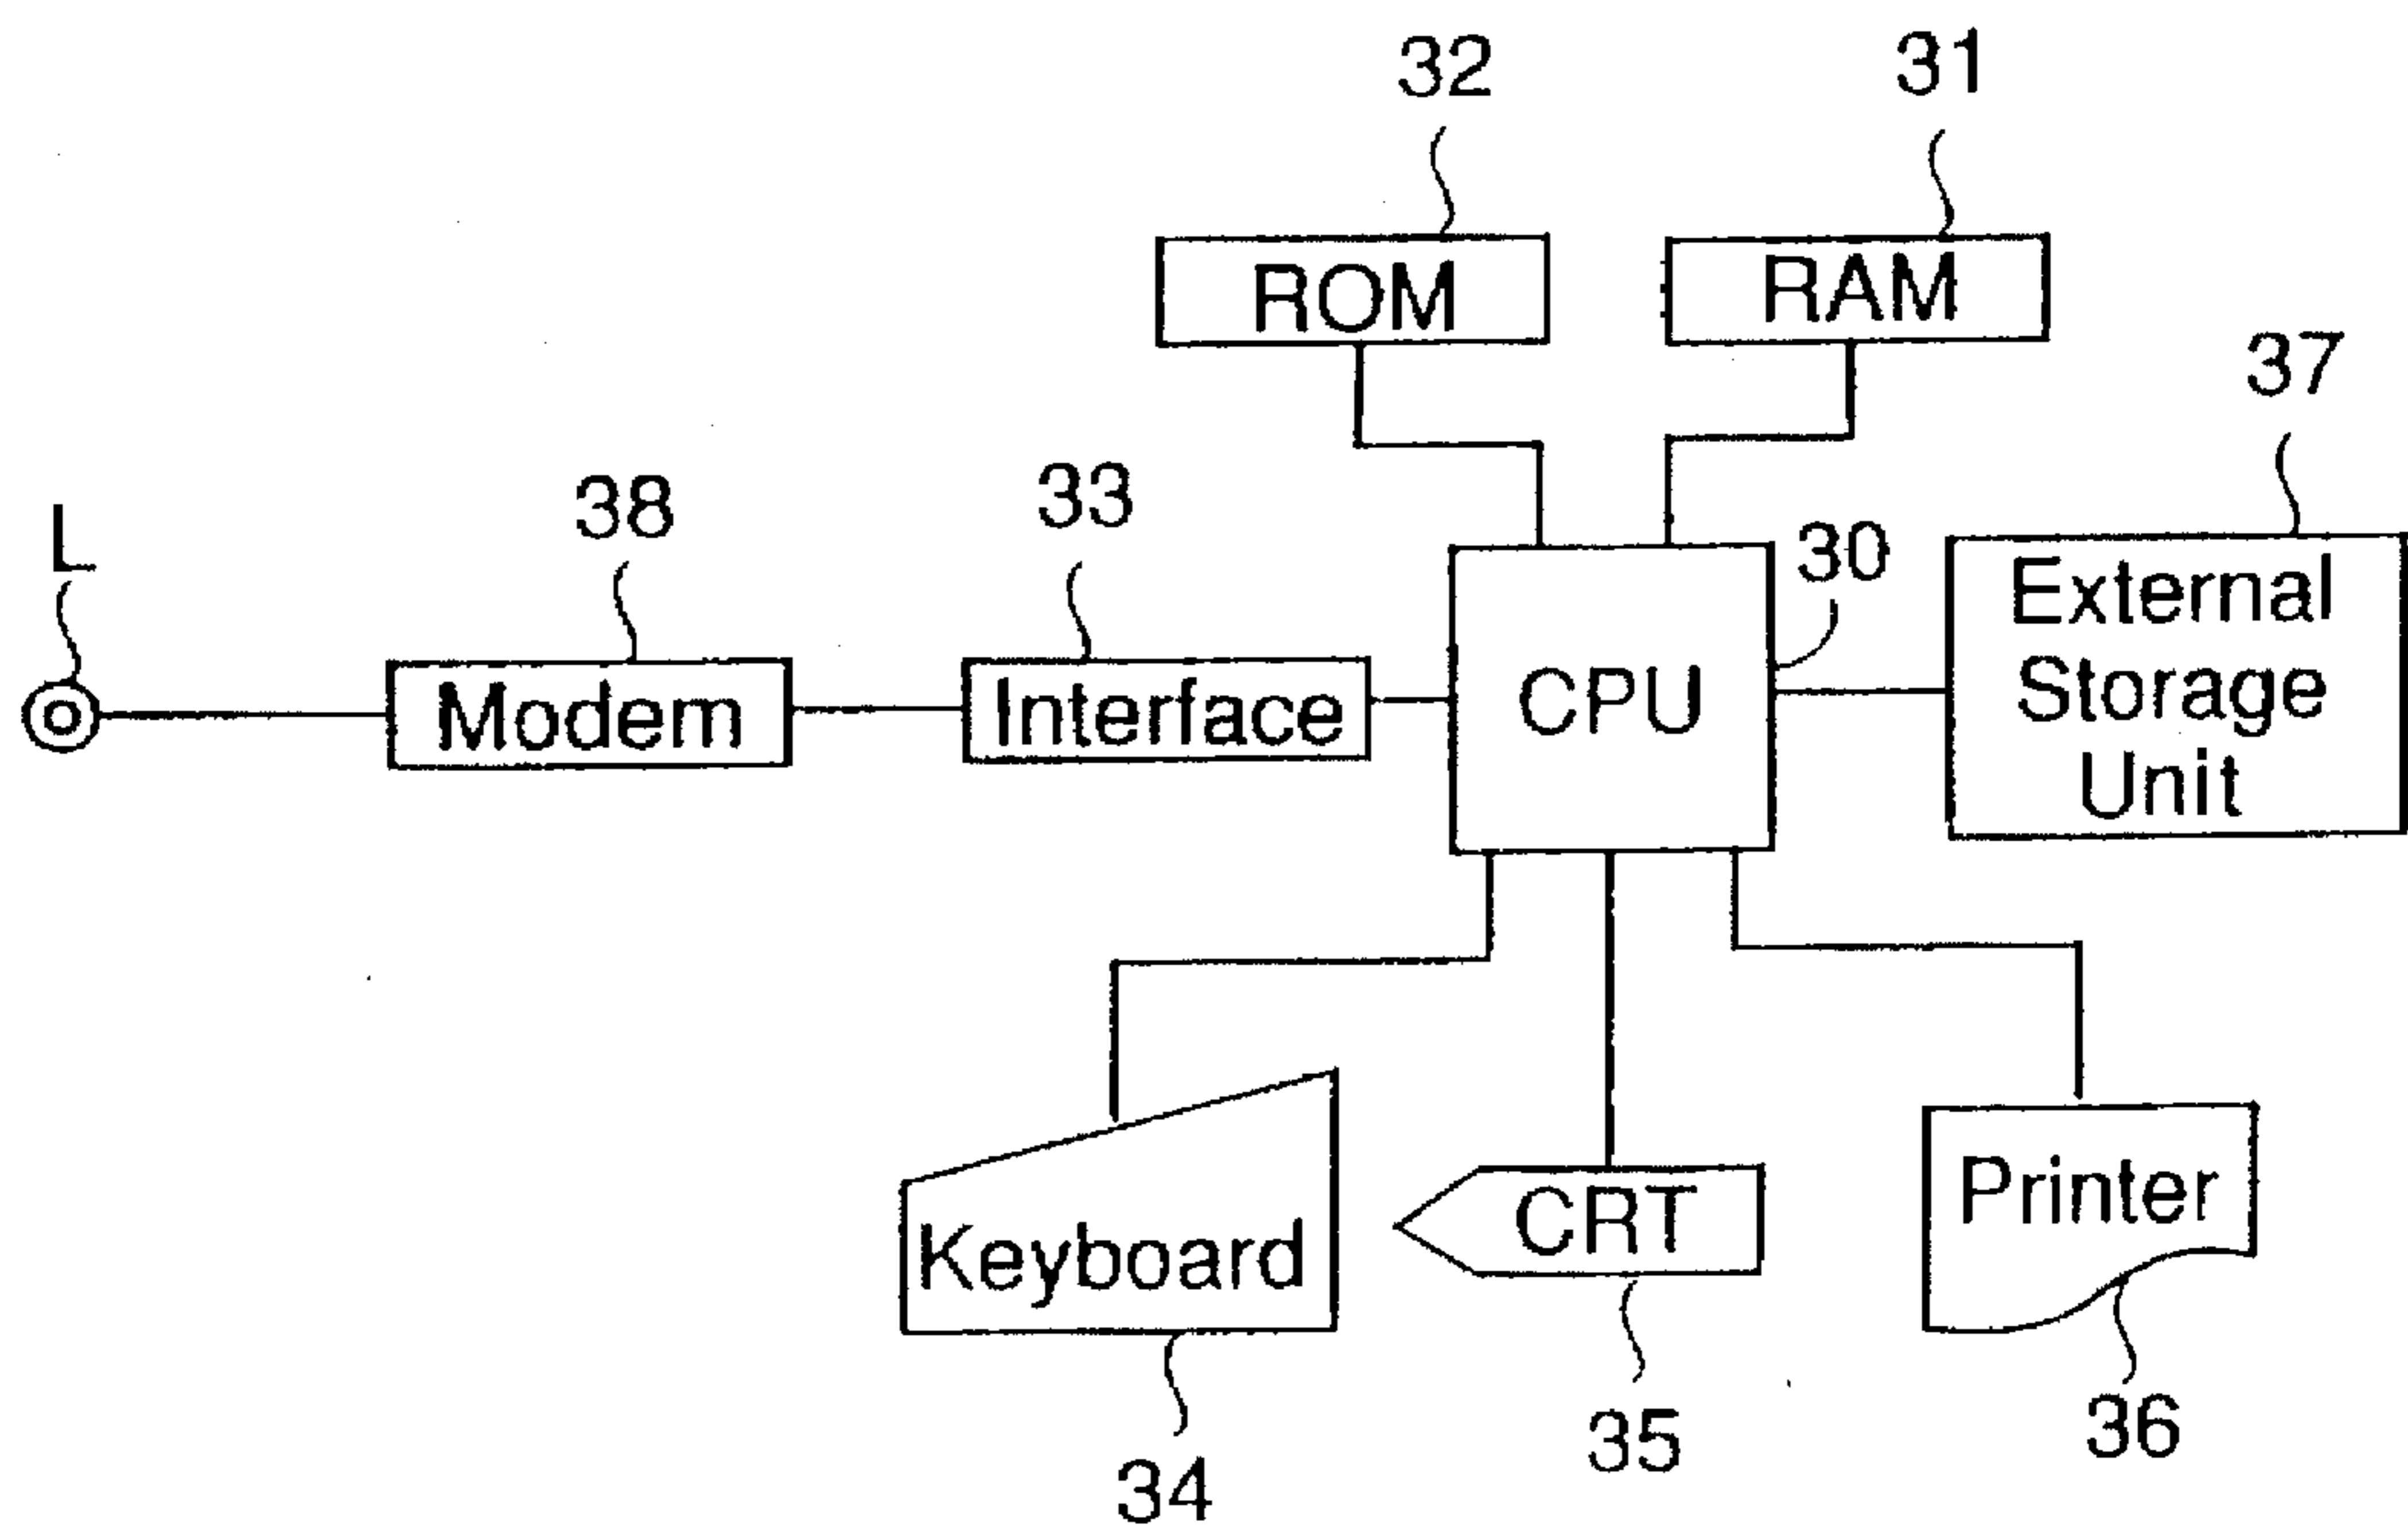 32
31
ROM
RAM
37
L
38
33
30
External
Storage
Unit
Modem
Interface
CPU
Keyboard
CRT
Printer
34
35
36